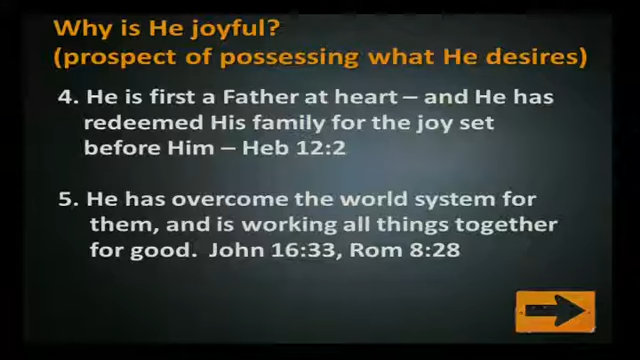 Why is He joyful?
(prospect of possessing what He desires)
4. He is first a Father at heart – and He has
redeemed His family for the joy set
before Him – Heb 12:2
5. He has overcome the world system for
them, and is working all things together
for good.  John 16:33, Rom 8:28